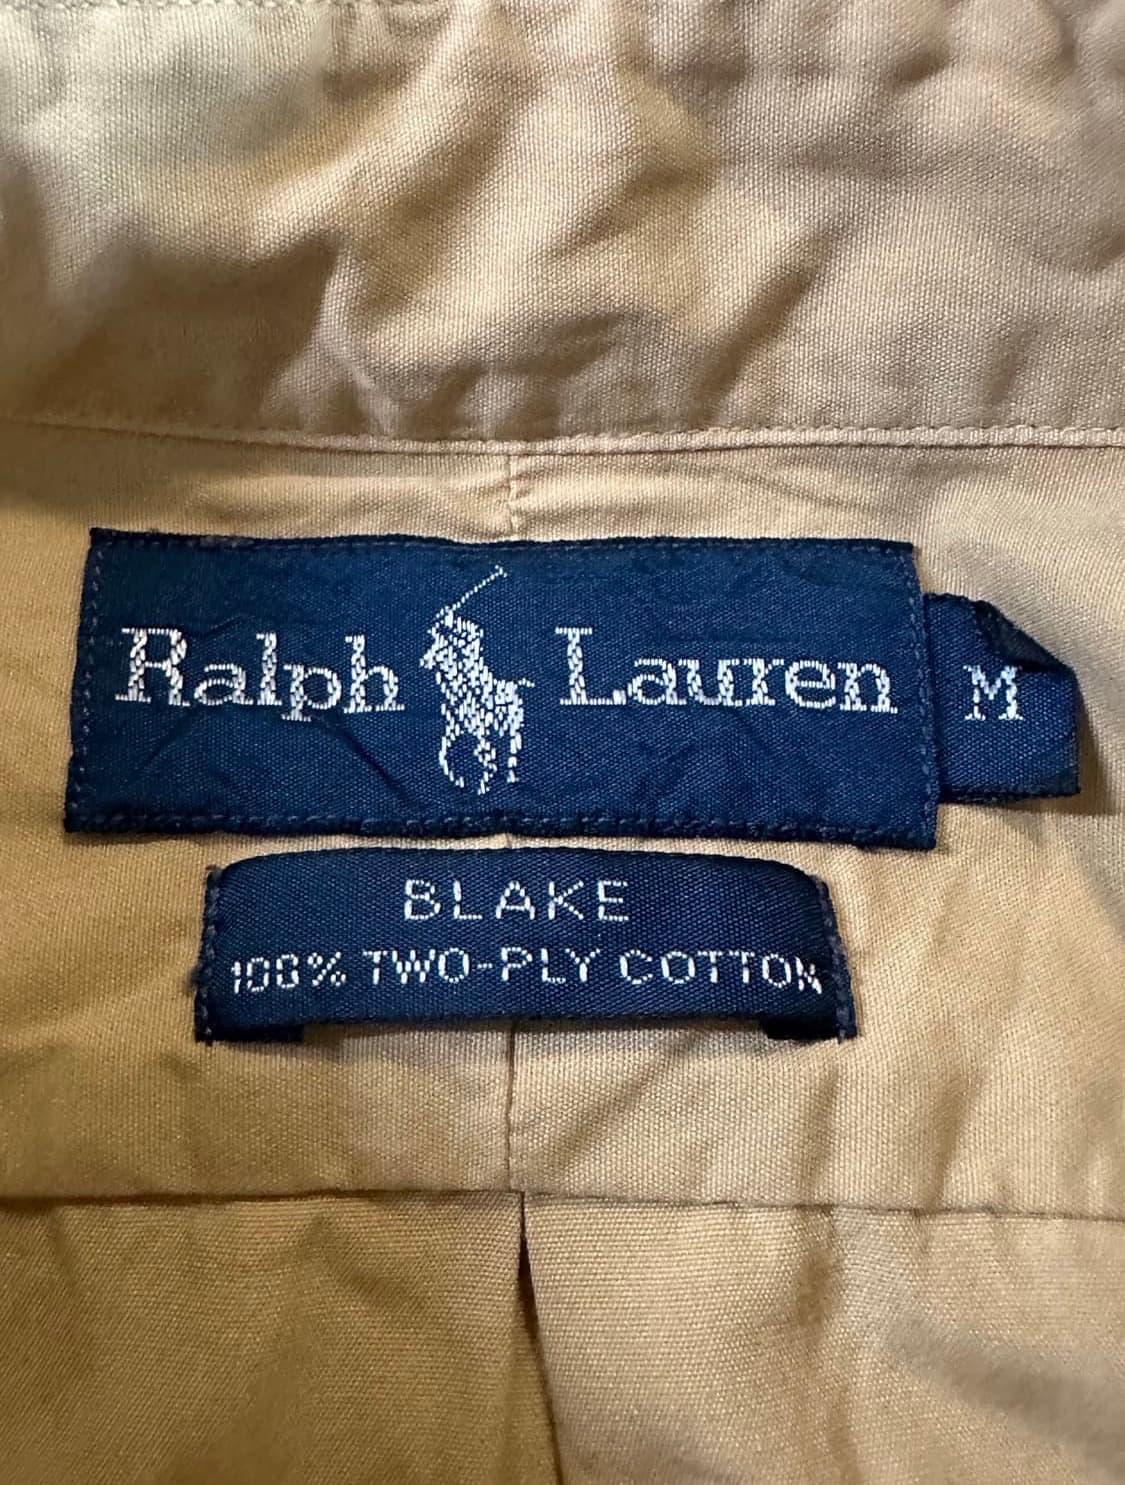 Ralph Lauren M
BLAKE
100% TWO-PLY COTTON